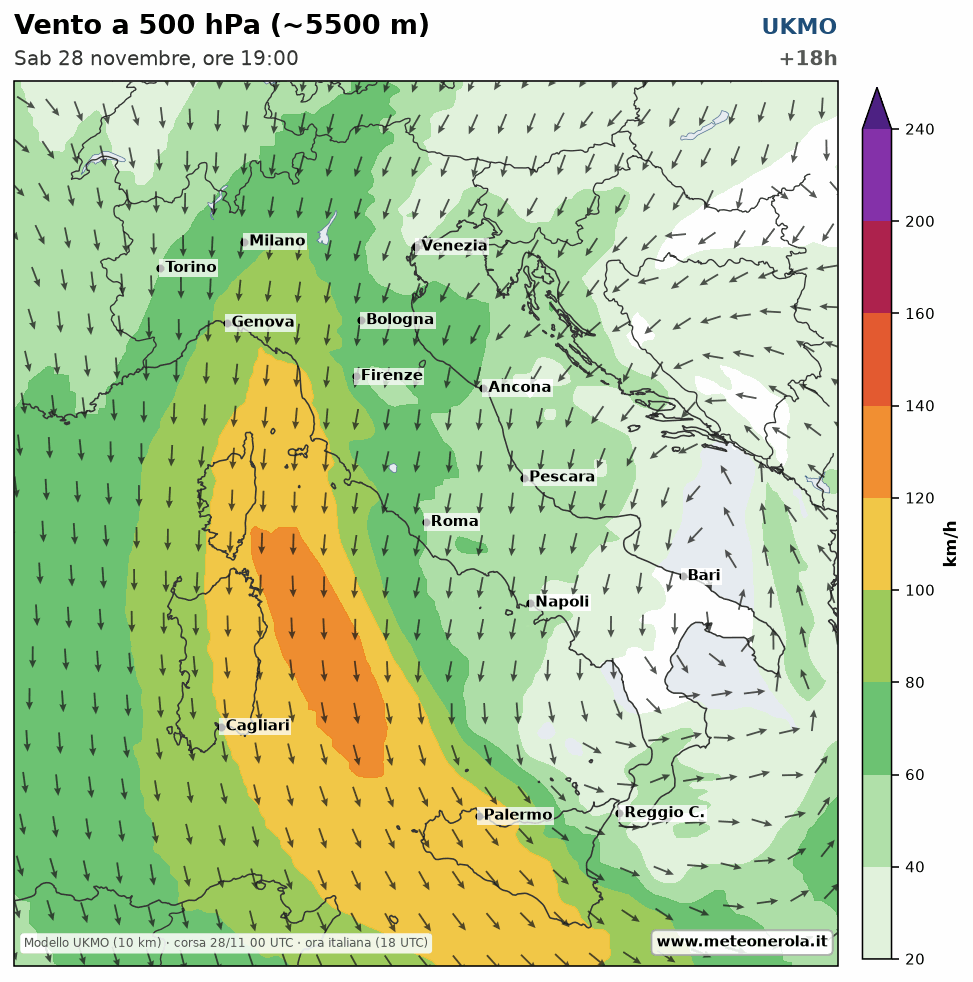 Vento a 500 hPa (~5500 m)
UKMO
Sab 28 novembre, ore 19:00
+18h
240
200
160
140
120
100
80
60
40
20
km/h
Milano
Venezia
Torino
Genova
Bologna
Firenze
Ancona
Pescara
Roma
Bari
Napoli
Cagliari
Palermo
Reggio C.
Modello UKMO (10 km) · corsa 28/11 00 UTC · ora italiana (18 UTC)
www.meteonerola.it